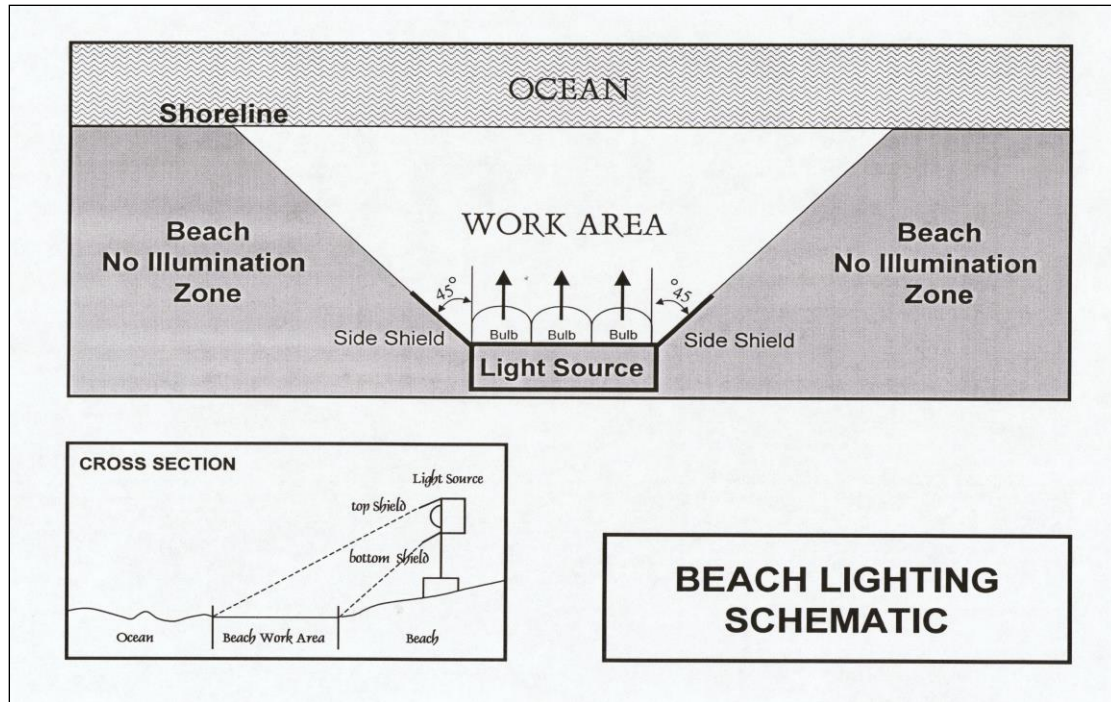 OCEAN
Shoreline
WORK AREA
Beach
No Illumination
Zone
Beach
No Illumination
Zone
45°
°45
Side Shield
Bulb
Bulb
Bulb
Side Shield
Light Source
CROSS SECTION
Light Source
top Shield
bottom Shield
Ocean
Beach Work Area
Beach
BEACH LIGHTING
SCHEMATIC